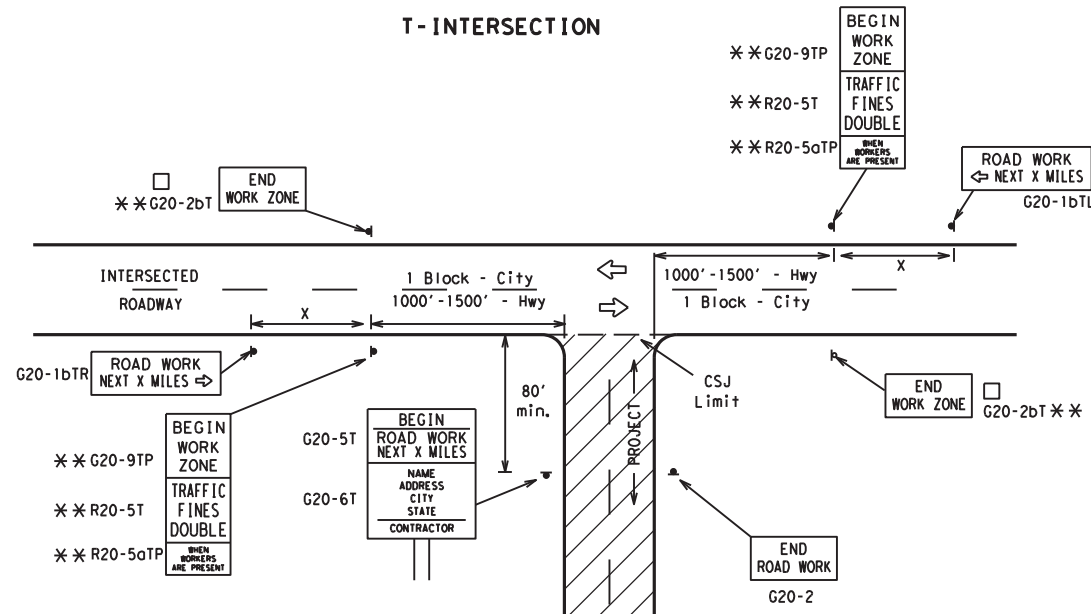 T-INTERSECTION
BEGIN
WORK
ZONE
TRAFFIC
FINES
DOUBLE
WHEN
WORKERS
ARE PRESENT
**G20-9TP
**R20-5T
**R20-5aTP
ROAD WORK
⇦ NEXT X MILES
G20-1bTL
□
**G20-2bT
END
WORK ZONE
INTERSECTED
ROADWAY
1 Block - City
1000'-1500' - Hwy
X
1000'-1500' - Hwy
1 Block - City
X
G20-1bTR
ROAD WORK
NEXT X MILES ⇨
80'
min.
CSJ
Limit
PROJECT
END
WORK ZONE
□
G20-2bT **
**G20-9TP
**R20-5T
**R20-5aTP
BEGIN
WORK
ZONE
TRAFFIC
FINES
DOUBLE
WHEN
WORKERS
ARE PRESENT
G20-5T
G20-6T
BEGIN
ROAD WORK
NEXT X MILES
NAME
ADDRESS
CITY
STATE
CONTRACTOR
END
ROAD WORK
G20-2